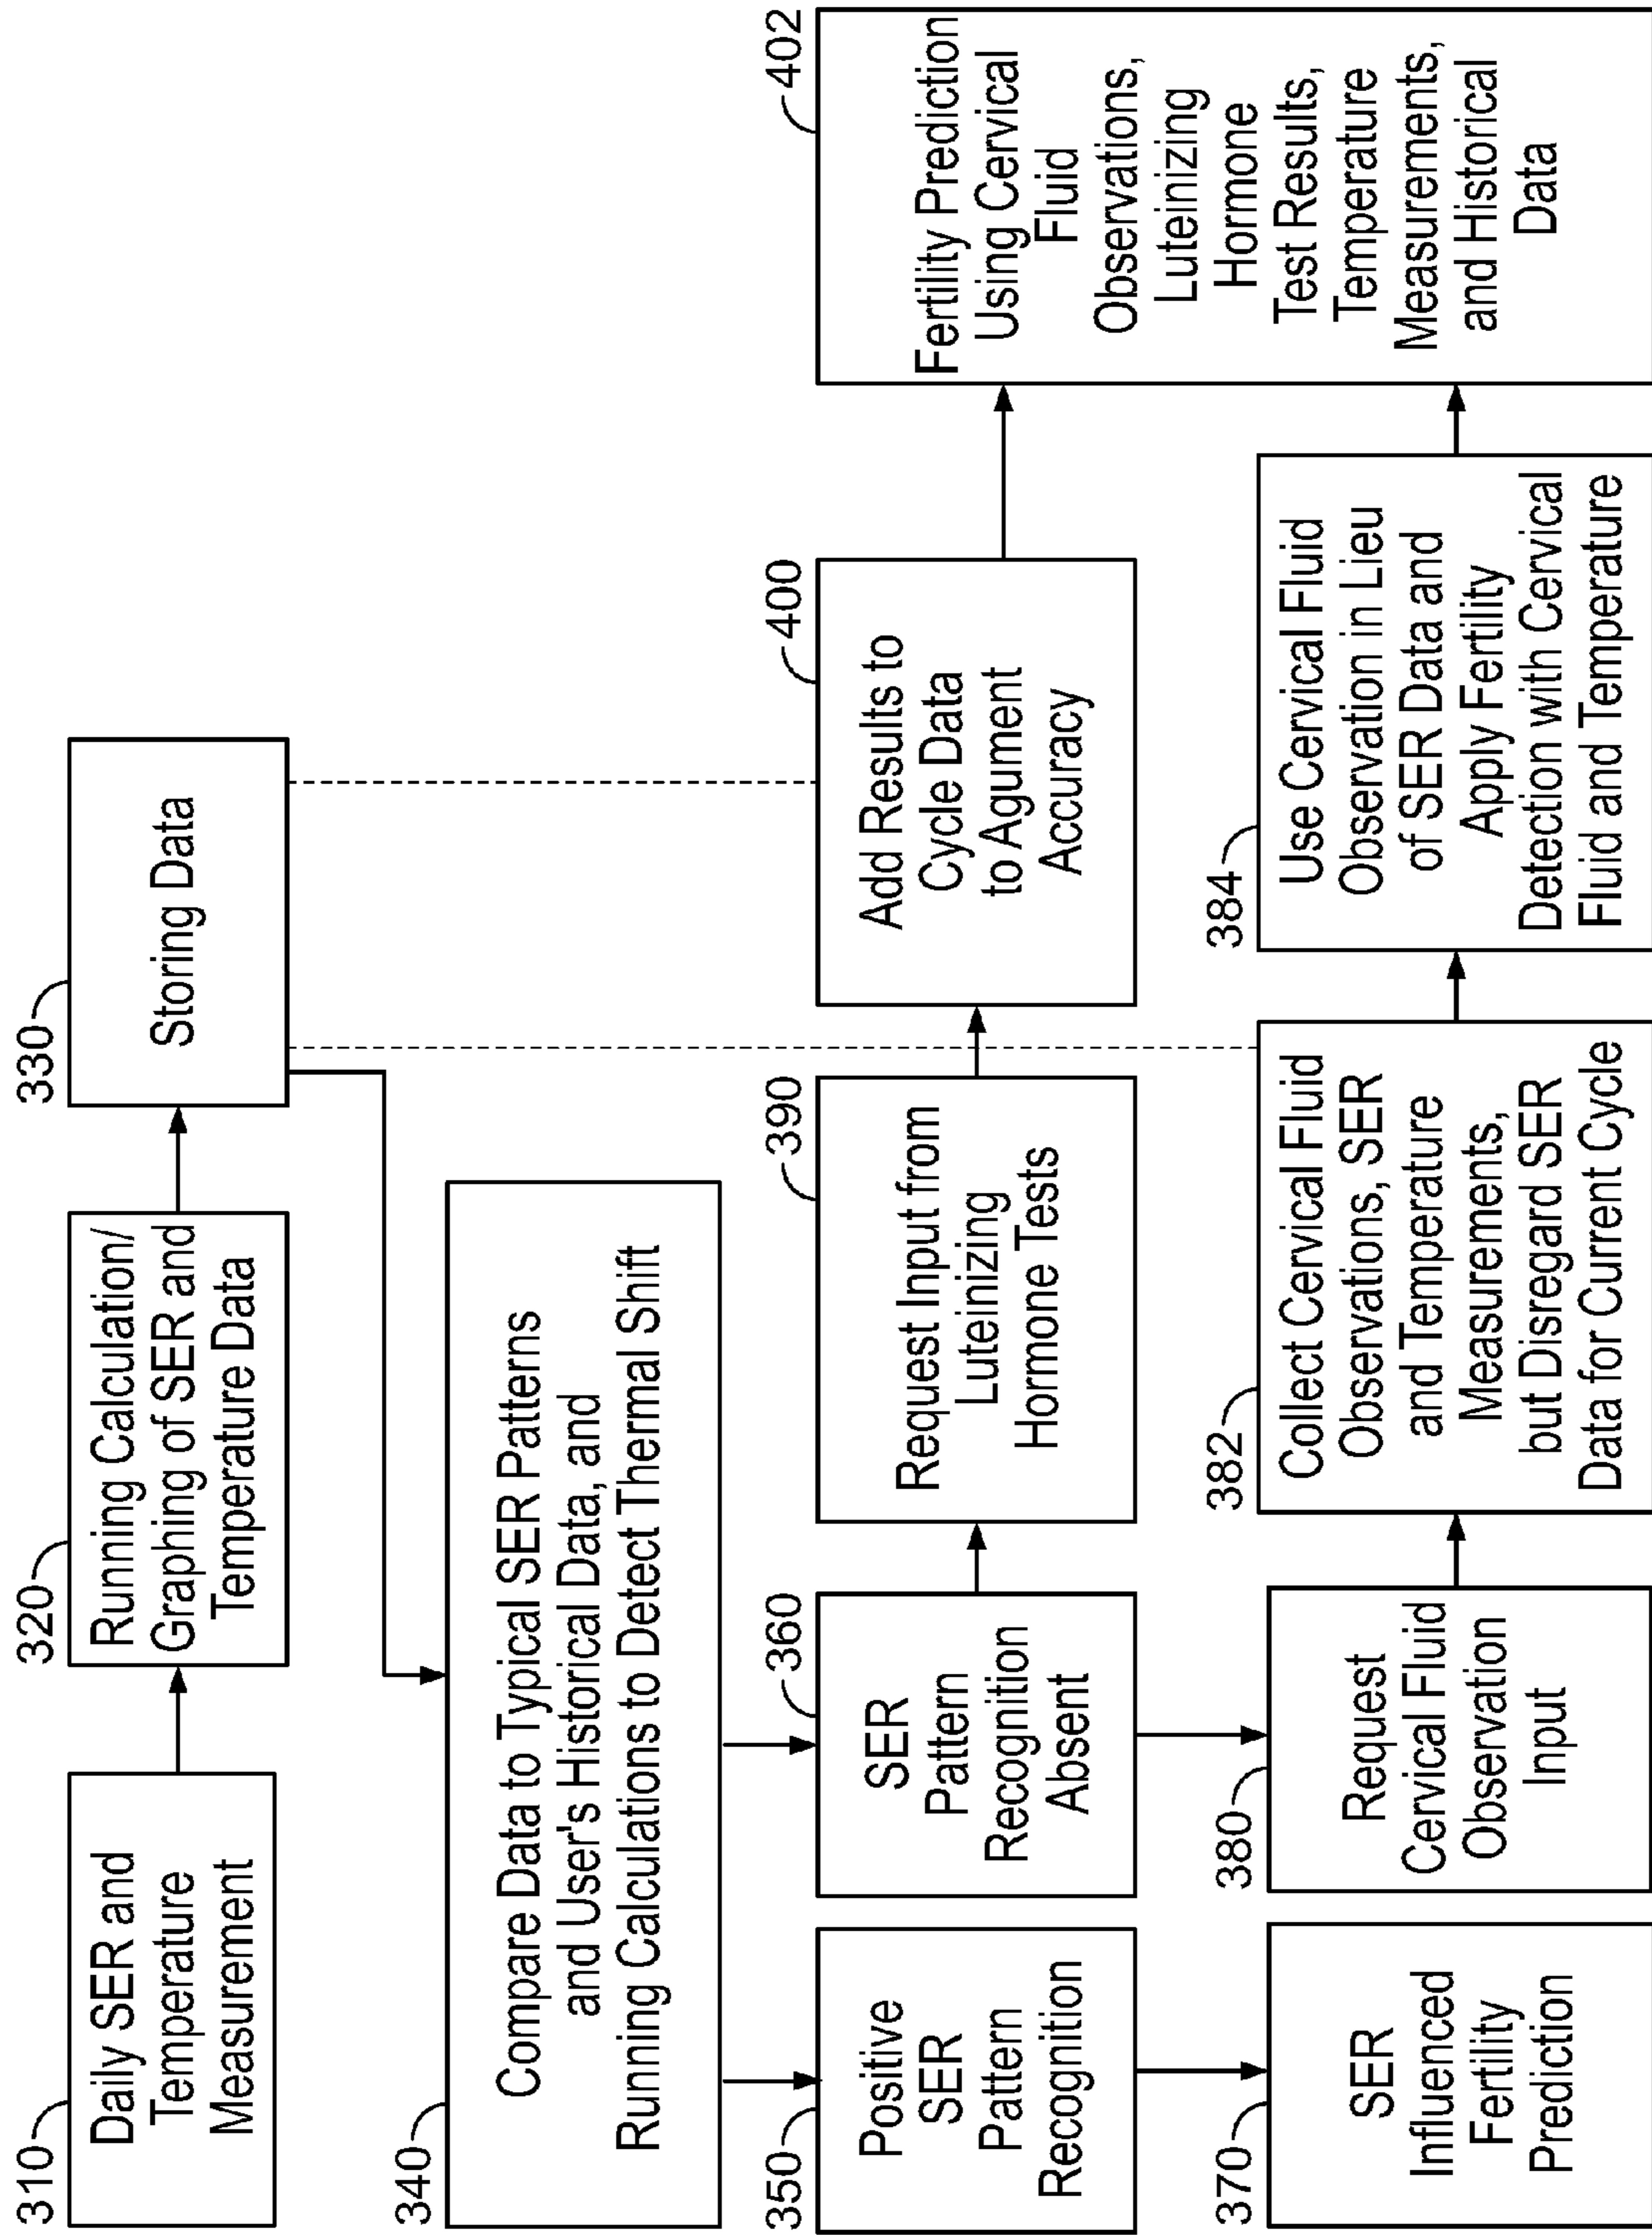 310
Daily SER and
Temperature
Measurement
320
Running Calculation/
Graphing of SER and
Temperature Data
330
Storing Data
340
Compare Data to Typical SER Patterns
and User's Historical Data, and
Running Calculations to Detect Thermal Shift
350
Positive
SER
Pattern
Recognition
360
SER
Pattern
Recognition
Absent
390
Request Input from
Luteinizing
Hormone Tests
400
Add Results to
Cycle Data
to Agument
Accuracy
402
Fertility Prediction
Using Cervical
Fluid
Observations,
Luteinizing
Hormone
Test Results,
Temperature
Measurements,
and Historical
Data
370
SER
Influenced
Fertility
Prediction
380
Request
Cervical Fluid
Observation
Input
382
Collect Cervical Fluid
Observations, SER
and Temperature
Measurements,
but Disregard SER
Data for Current Cycle
384
Use Cervical Fluid
Observation in Lieu
of SER Data and
Apply Fertility
Detection with Cervical
Fluid and Temperature